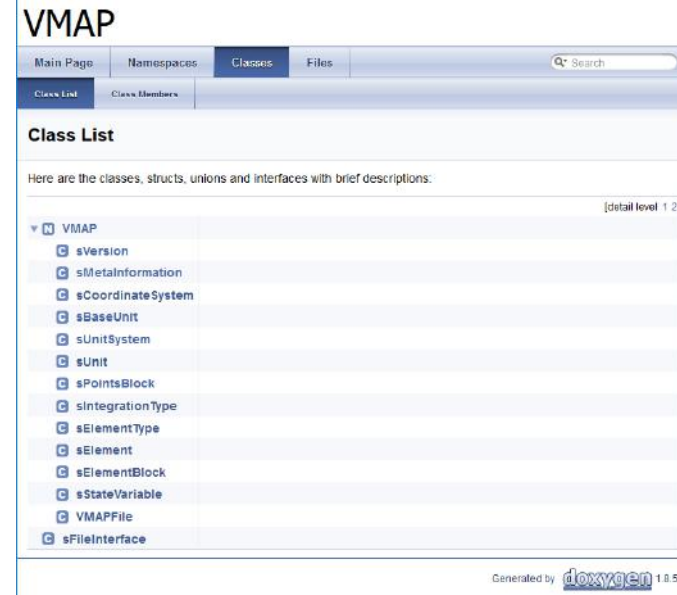 VMAP
Main Page Namespaces Classes Files Search
Class List Class Members
Class List
Here are the classes, structs, unions and interfaces with brief descriptions:
[detail level 1 2
N VMAP
C sVersion
C sMetaInformation
C sCoordinateSystem
C sBaseUnit
C sUnitSystem
C sUnit
C sPointsBlock
C sIntegrationType
C sElementType
C sElement
C sElementBlock
C sStateVariable
C VMAPFile
C sFileInterface
Generated by doxygen 1.8.5